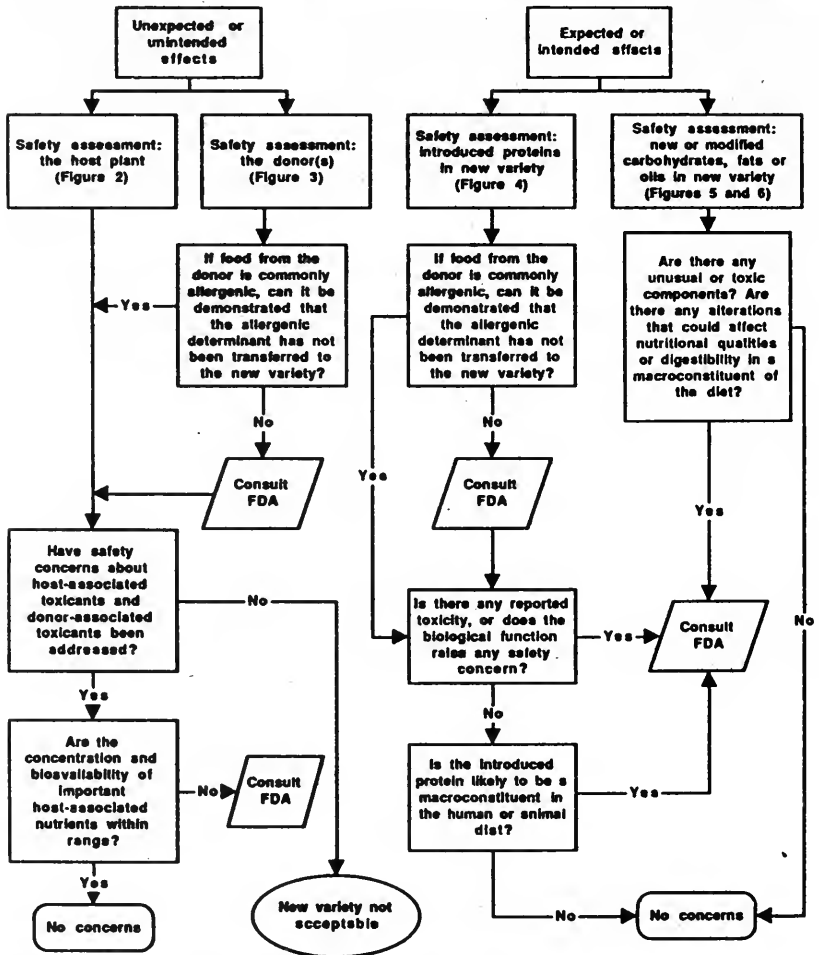 Unexpected or
unintended
effects
Expected or
intended affects
Safety assessment:
the host plant
(Figure 2)
Safety assessment:
the donor(s)
(Figure 3)
Safety assessment:
introduced proteins
in new variety
(Figure 4)
Safety assessment:
new or modified
carbohydrates, fats or
oils in new variety
(Figures 5 and 6)
If food from the
donor is commonly
allergenic, can it be
demonstrated that
the allergenic
determinant has not
been transferred to
the new variety?
Yes
If food from the
donor is commonly
allergenic, can it be
demonstrated that
the allergenic
determinant has not
been transferred to
the new variety?
Are there any
unusual or toxic
components? Are
there any alterations
that could affect
nutritional qualities
or digestibility in s
macroconstituent of
the diet?
No
No
Consult
FDA
Yes
Consult
FDA
Yes
Have safety
concerns about
host-associated
toxicants and
donor-associated
toxicants been
addressed?
No
Is there any reported
toxicity, or does the
biological function
raise any safety
concern?
Yes
Consult
FDA
No
Yes
No
Are the
concentration and
bioavailability of
important
host-associated
nutrients within
range?
No
Consult
FDA
Is the introduced
protein likely to be s
macroconstituent in
the human or snimal
dist?
Yes
Yes
No concerns
New variety not
scceptsble
No
No concerns